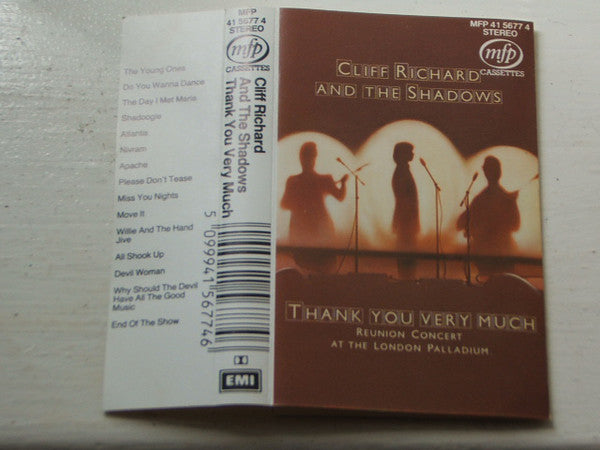 The Young Ones
Do You Wanna Dance
The Day I Met Marie
Shadoogie
Atlantis
Nivram
Apache
Please Don't Tease
Miss You Nights
Move It
Willie And The Hand
Jive
All Shook Up
Devil Woman
Why Should The Devil
Have All The Good
Music
End Of The Show
MFP
41 5677 4
STEREO
mfp
CASSETTES
Cliff Richard
And The Shadows
Thank You Very Much
5 099941 567746
EMI
MFP 41 5677 4
STEREO
mfp
CASSETTES
CLIFF RICHARD
AND THE SHADOWS
THANK YOU VERY MUCH
REUNION CONCERT
AT THE LONDON PALLADIUM